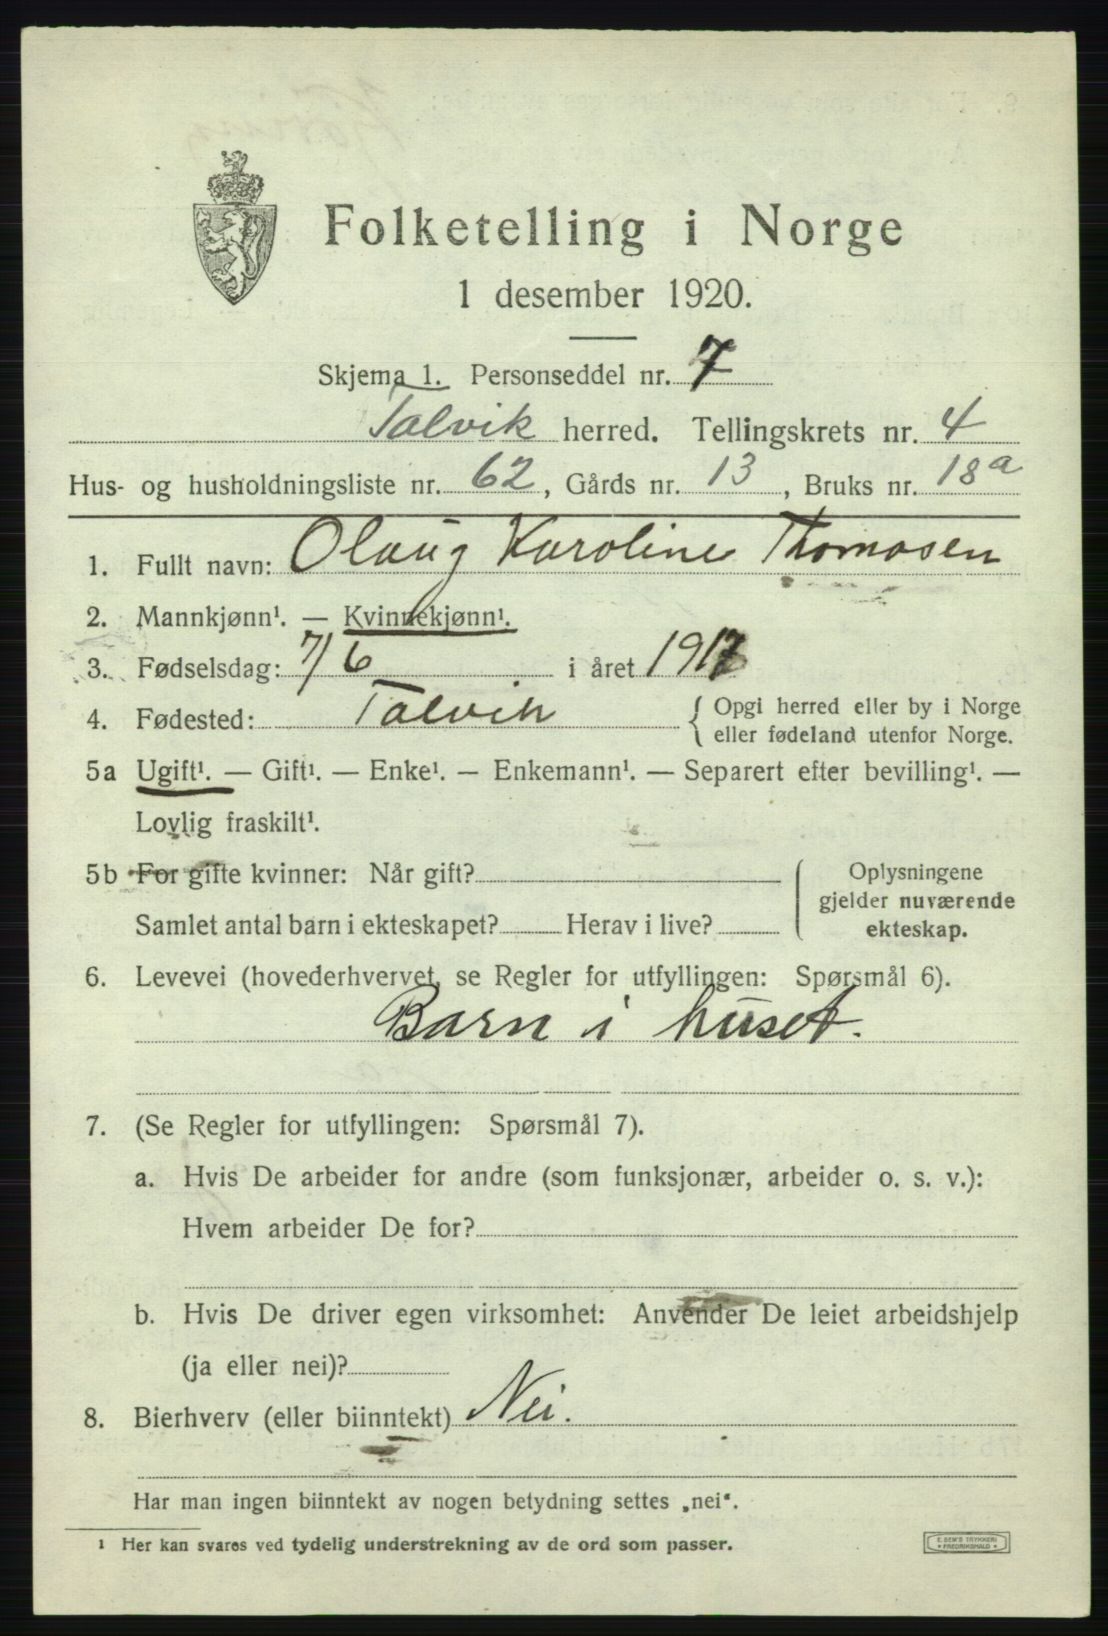 Folketelling i Norge
1 desember 1920.
Skjema 1. Personseddel nr. 7
Talvik herred. Tellingskrets nr. 4
Hus- og husholdningsliste nr. 62, Gårds nr. 13, Bruks nr. 18a
1. Fullt navn: Olaug Karoline Thomasen
2. Mannkjønn¹. — Kvinnekjønn¹.
3. Fødselsdag: 7/6 i året 1917
4. Fødested: Talvik { Opgi herred eller by i Norge
eller fødeland utenfor Norge.
5a Ugift¹. — Gift¹. — Enke¹. — Enkemann¹. — Separert efter bevilling¹. —
Lovlig fraskilt¹.
5b For gifte kvinner: Når gift?
Samlet antal barn i ekteskapet? Herav i live?
Oplysningene
gjelder nuværende
ekteskap.
6. Levevei (hovederhvervet, se Regler for utfyllingen: Spørsmål 6).
Barn i huset.
7. (Se Regler for utfyllingen: Spørsmål 7).
a. Hvis De arbeider for andre (som funksjonær, arbeider o. s. v.):
Hvem arbeider De for?
b. Hvis De driver egen virksomhet: Anvender De leiet arbeidshjelp
(ja eller nei)?
8. Bierhverv (eller biinntekt) Nei.
Har man ingen biinntekt av nogen betydning settes „nei“.
¹ Her kan svares ved tydelig understrekning av de ord som passer.
E. SEM'S TRYKKERI
• FREDRIKSHALD •